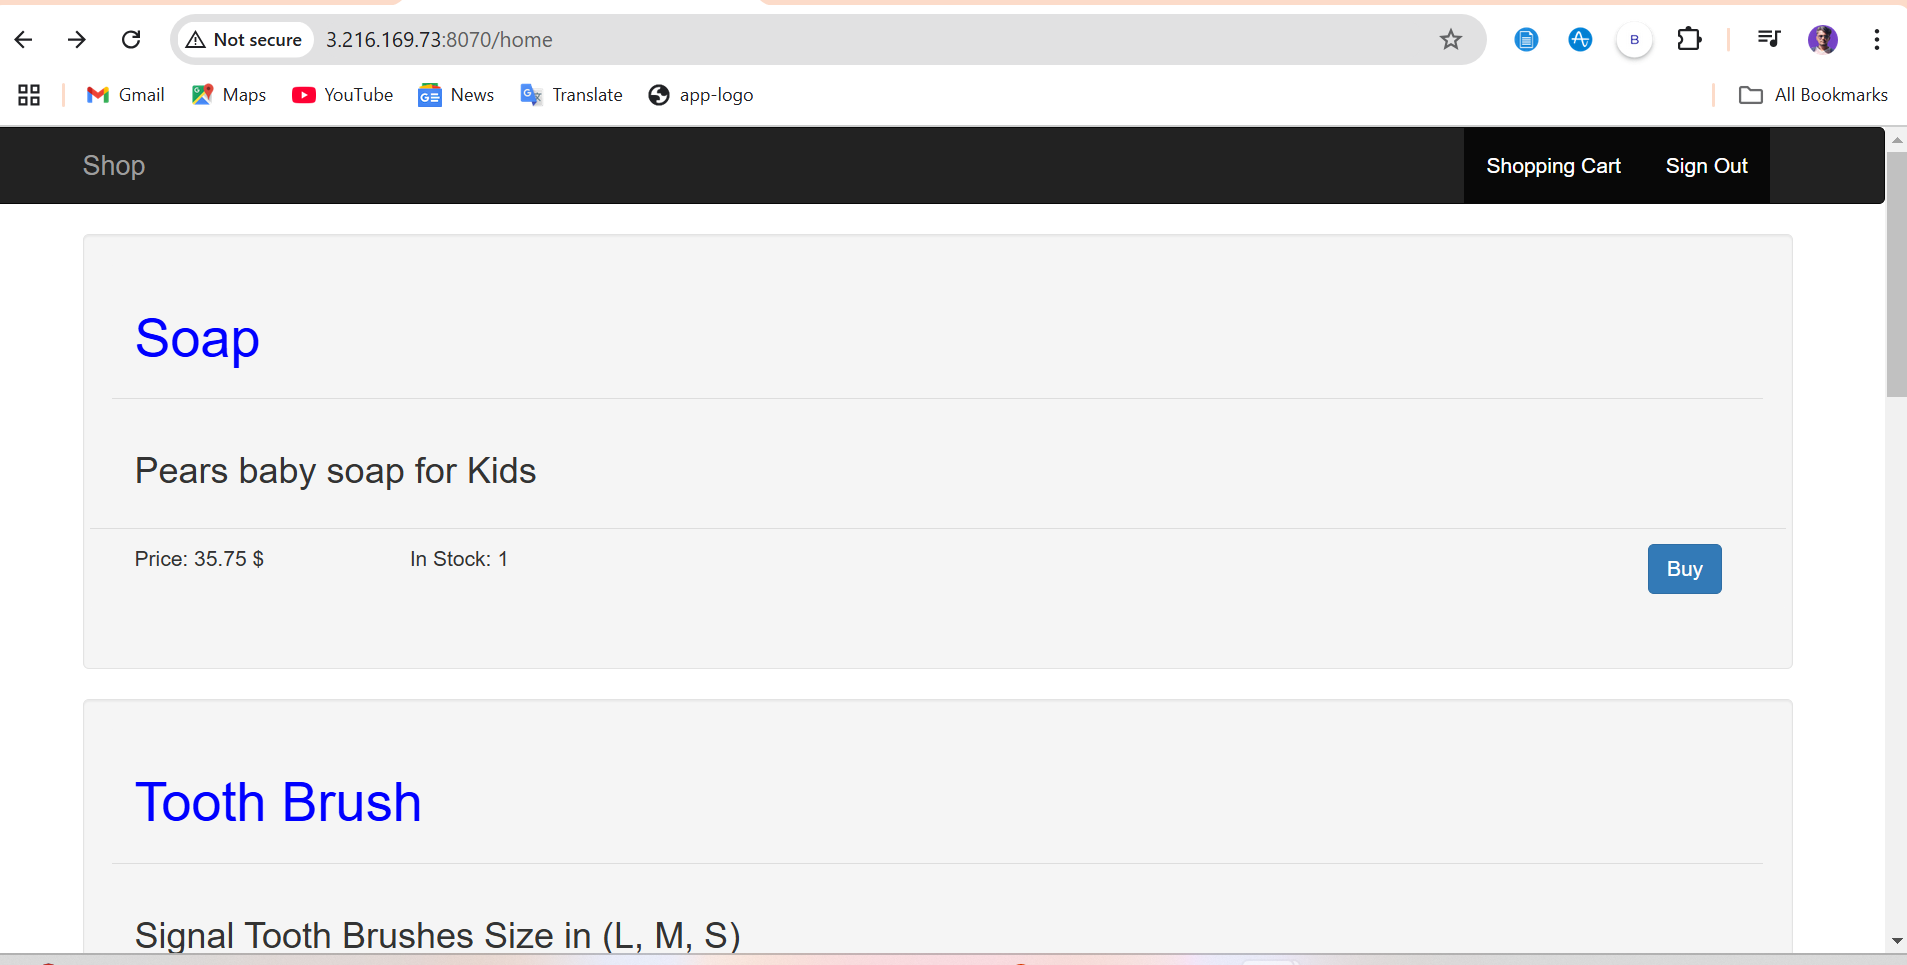 Not secure 3.216.169.73:8070/home B
Gmail Maps YouTube News Translate app-logo All Bookmarks
Shop Shopping Cart Sign Out
Soap
Pears baby soap for Kids
Price: 35.75 $ In Stock: 1 Buy
Tooth Brush
Signal Tooth Brushes Size in (L, M, S)